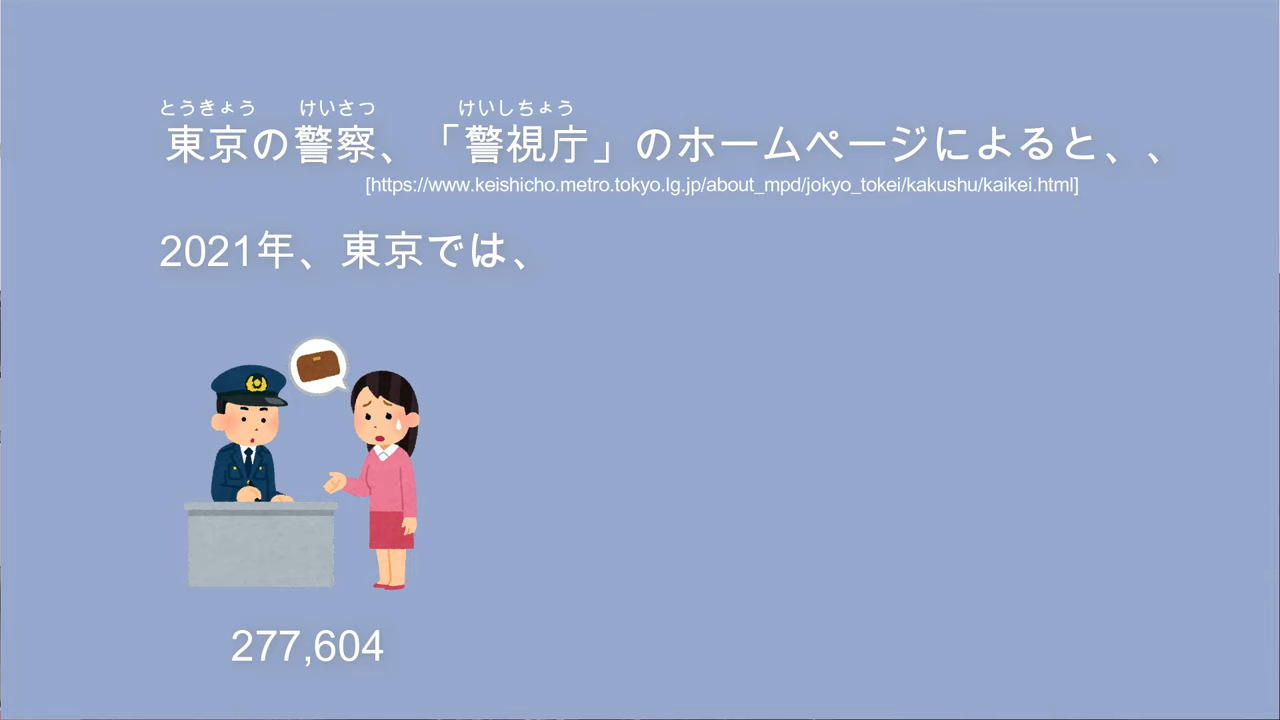 とうきょう けいさつ けいしちょう
東京の警察、「警視庁」のホームページによると、、
[https://www.keishicho.metro.tokyo.lg.jp/about_mpd/jokyo_tokei/kakushu/kaikei.html]
2021年、東京では、
277,604